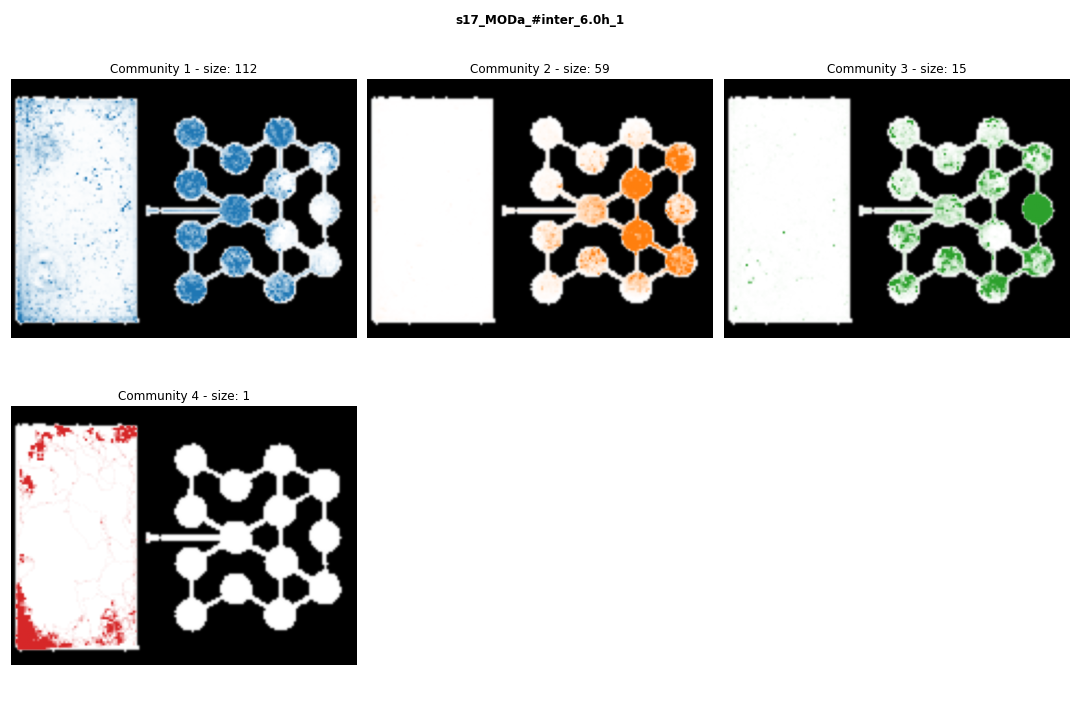 s17_MODa_#inter_6.0h_1
Community 1 - size: 112
Community 2 - size: 59
Community 3 - size: 15
Community 4 - size: 1